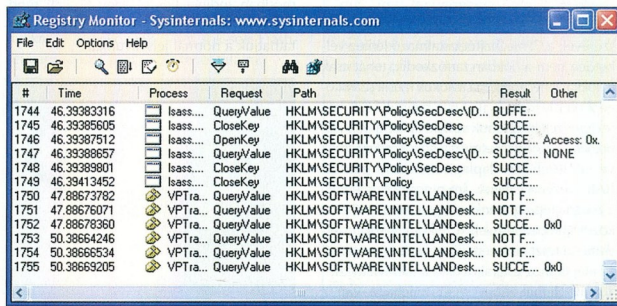 Registry Monitor - Sysinternals: www.sysinternals.com
File Edit Options Help
# Time Process Request Path Result Other
1744 46.39383316 lsass.... QueryValue HKLM\SECURITY\Policy\SecDesc\(D... BUFFE...
1745 46.39385605 lsass.... CloseKey HKLM\SECURITY\Policy\SecDesc SUCCE...
1746 46.39387512 lsass.... OpenKey HKLM\SECURITY\Policy\SecDesc SUCCE... Access: 0x.
1747 46.39388657 lsass.... QueryValue HKLM\SECURITY\Policy\SecDesc\(D... SUCCE... NONE
1748 46.39389801 lsass.... CloseKey HKLM\SECURITY\Policy\SecDesc SUCCE...
1749 46.39413452 lsass.... CloseKey HKLM\SECURITY\Policy SUCCE...
1750 47.88673782 VPTra... QueryValue HKLM\SOFTWARE\INTEL\LANDesk... NOT F...
1751 47.88676071 VPTra... QueryValue HKLM\SOFTWARE\INTEL\LANDesk... NOT F...
1752 47.88678360 VPTra... QueryValue HKLM\SOFTWARE\INTEL\LANDesk... SUCCE... 0x0
1753 50.38664246 VPTra... QueryValue HKLM\SOFTWARE\INTEL\LANDesk... NOT F...
1754 50.38666534 VPTra... QueryValue HKLM\SOFTWARE\INTEL\LANDesk... NOT F...
1755 50.38669205 VPTra... QueryValue HKLM\SOFTWARE\INTEL\LANDesk... SUCCE... 0x0